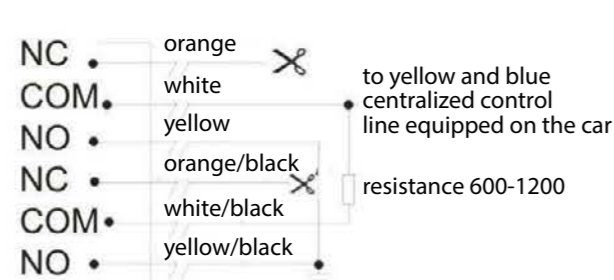 NC orange
COM white
to yellow and blue
centralized control
line equipped on the car
NO yellow
NC orange/black
resistance 600-1200
COM white/black
NO yellow/black